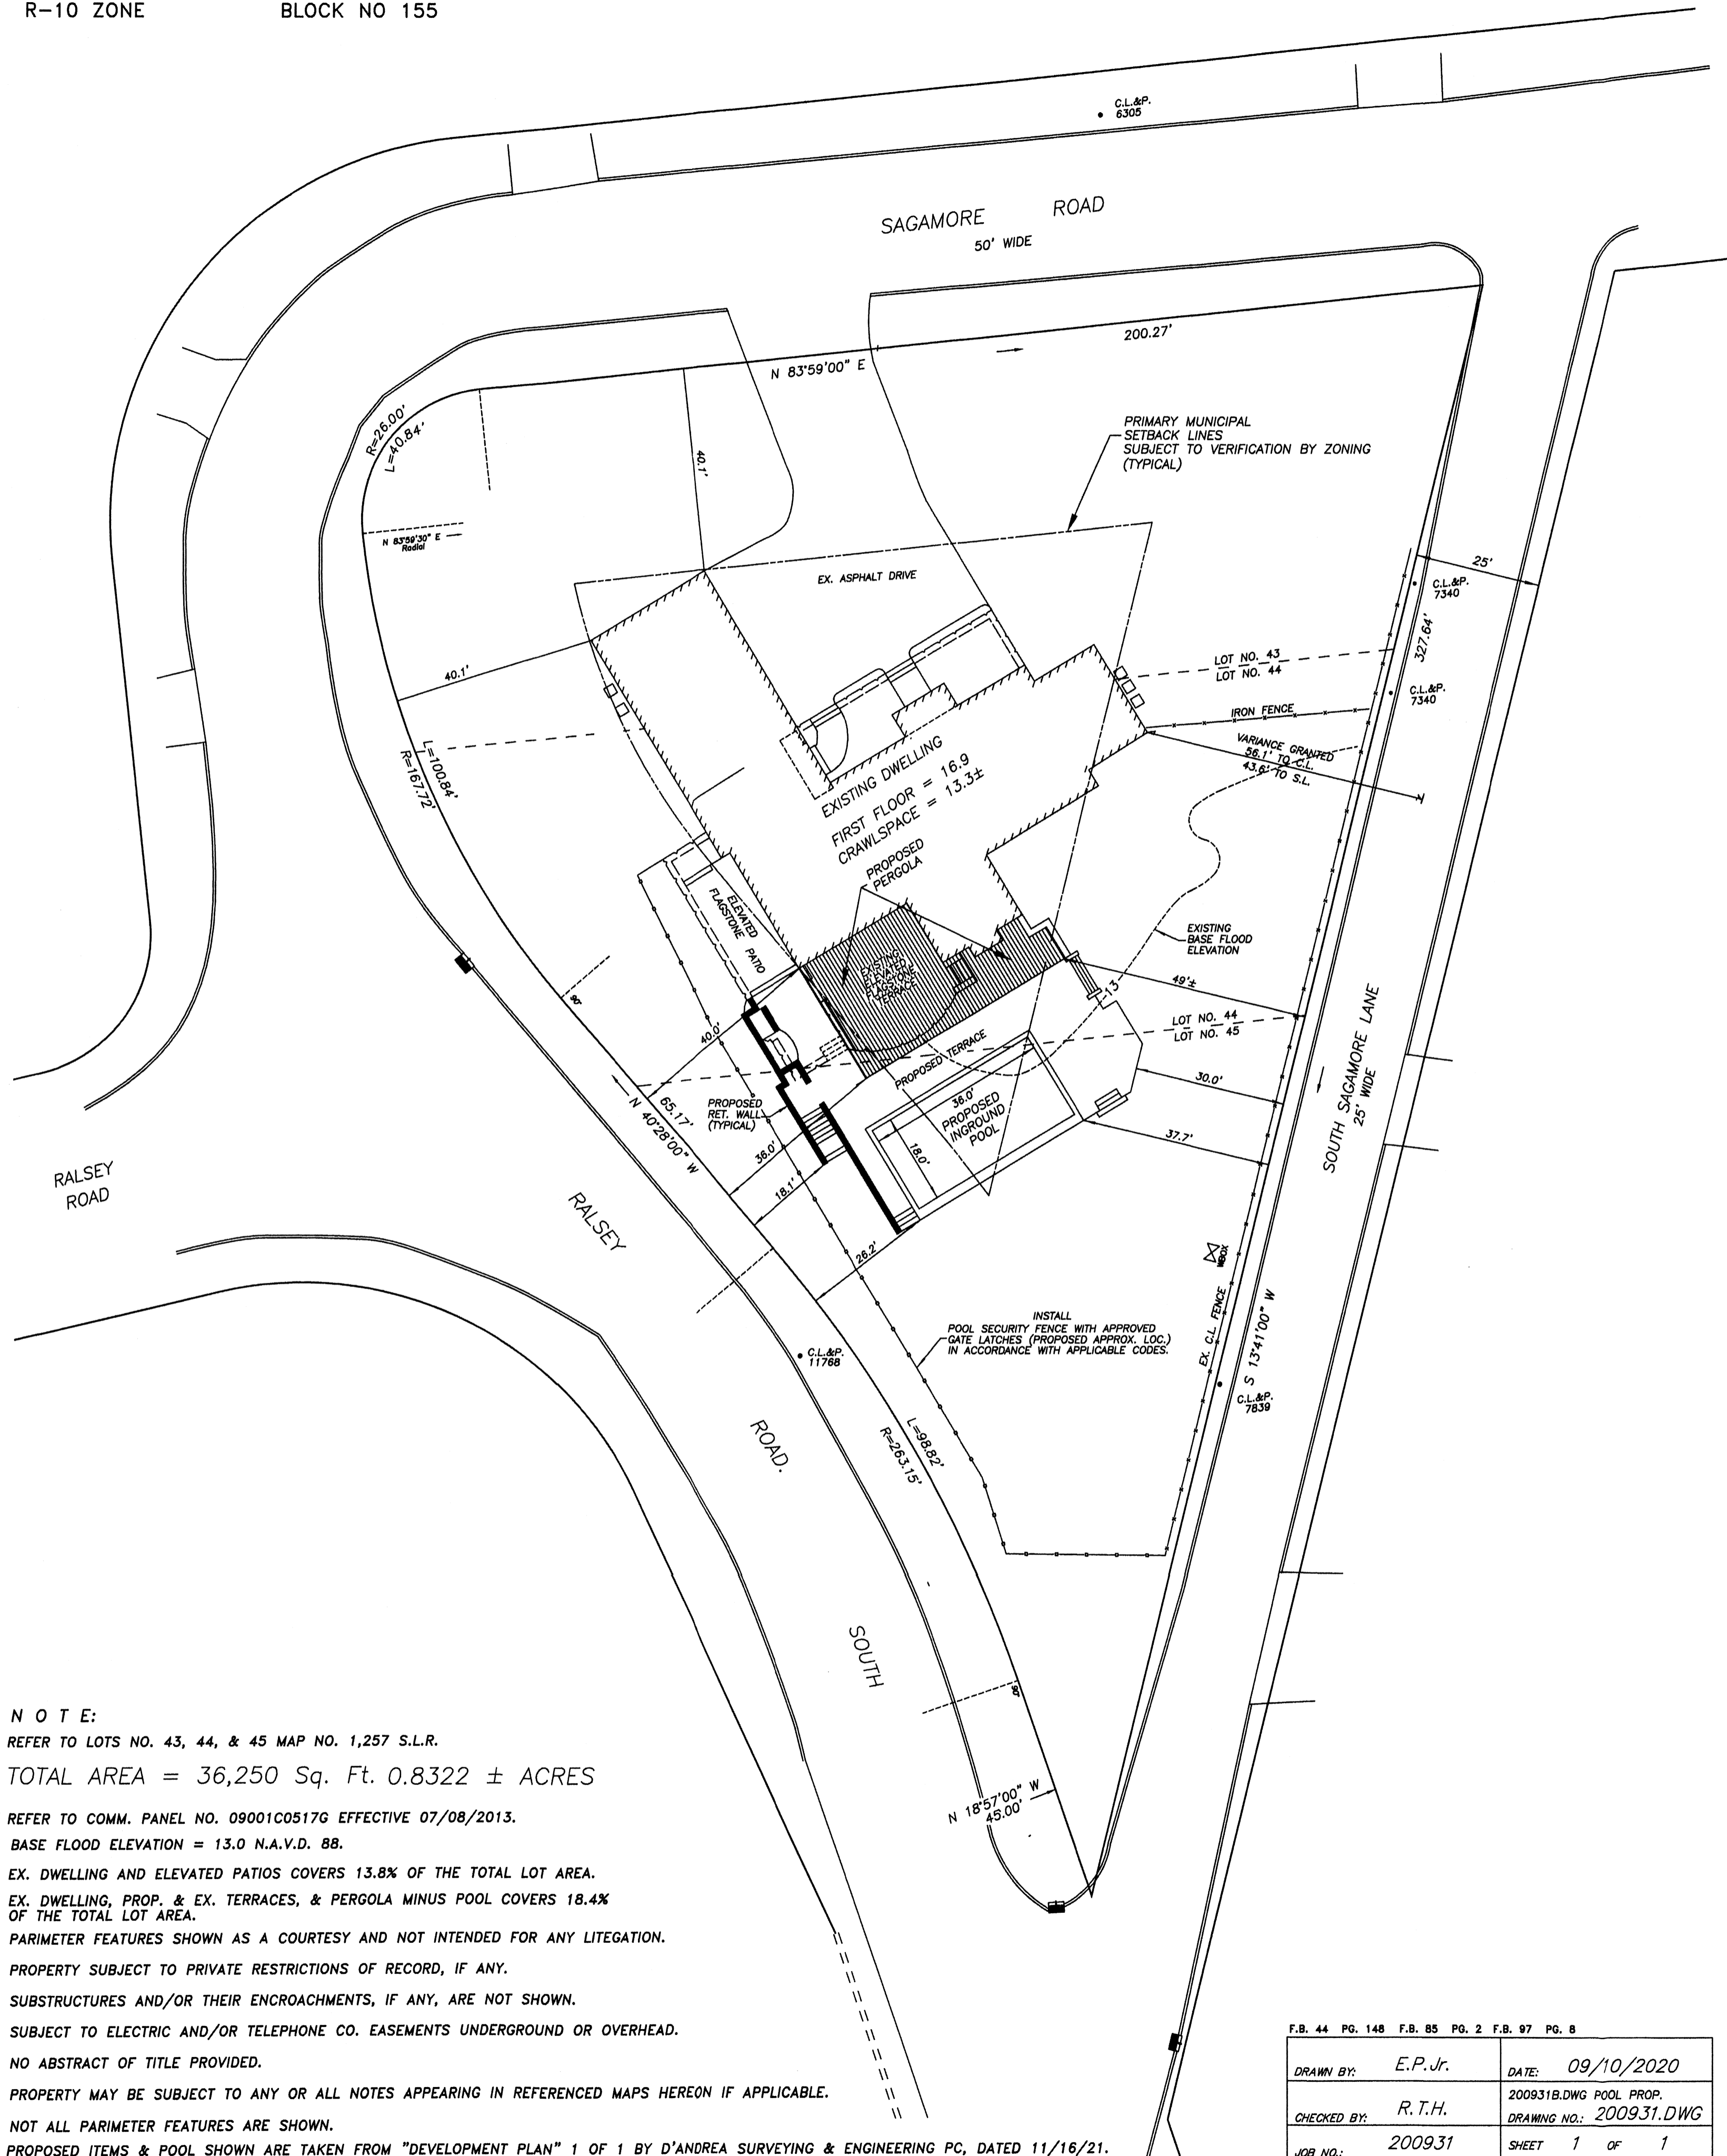 R-10 ZONE
BLOCK NO 155
C.L.&P.
6305
SAGAMORE ROAD
50' WIDE
200.27'
N 83°59'00" E
R=26.00'
L=40.84'
40.1'
PRIMARY MUNICIPAL
SETBACK LINES
SUBJECT TO VERIFICATION BY ZONING
(TYPICAL)
N 83°59'30" E
Radial
EX. ASPHALT DRIVE
25'
C.L.&P.
7340
327.64'
40.1'
LOT NO. 43
LOT NO. 44
C.L.&P.
7340
IRON FENCE
VARIANCE GRANTED
56.1' TO C.L.
43.6' TO S.L.
L=100.84'
R=167.72'
EXISTING DWELLING
FIRST FLOOR = 16.9
CRAWLSPACE = 13.3±
PROPOSED
PERGOLA
ELEVATED
FLAGSTONE PATIO
EXISTING
ELEVATED
FLAGSTONE
TERRACE
EXISTING
BASE FLOOD
ELEVATION
49'±
13
90°
40.0'
LOT NO. 44
LOT NO. 45
PROPOSED TERRACE
30.0'
SOUTH SAGAMORE LANE
25' WIDE
65.17'
N 40°28'00" W
PROPOSED
RET. WALL
(TYPICAL)
36.0'
PROPOSED
INGROUND
POOL
18.0'
37.7'
36.0'
18.1'
RALSEY
ROAD
RALSEY
26.2'
WBOX
INSTALL
POOL SECURITY FENCE WITH APPROVED
GATE LATCHES (PROPOSED APPROX. LOC.)
IN ACCORDANCE WITH APPLICABLE CODES.
EX. C.L. FENCE
S 13°41'00" W
C.L.&P.
11768
C.L.&P.
7839
ROAD.
L=98.82'
R=263.15'
SOUTH
90°
N 18°57'00" W
45.00'
N O T E:
REFER TO LOTS NO. 43, 44, & 45 MAP NO. 1,257 S.L.R.
TOTAL AREA = 36,250 Sq. Ft. 0.8322 ± ACRES
REFER TO COMM. PANEL NO. 09001C0517G EFFECTIVE 07/08/2013.
BASE FLOOD ELEVATION = 13.0 N.A.V.D. 88.
EX. DWELLING AND ELEVATED PATIOS COVERS 13.8% OF THE TOTAL LOT AREA.
EX. DWELLING, PROP. & EX. TERRACES, & PERGOLA MINUS POOL COVERS 18.4%
OF THE TOTAL LOT AREA.
PARIMETER FEATURES SHOWN AS A COURTESY AND NOT INTENDED FOR ANY LITEGATION.
PROPERTY SUBJECT TO PRIVATE RESTRICTIONS OF RECORD, IF ANY.
SUBSTRUCTURES AND/OR THEIR ENCROACHMENTS, IF ANY, ARE NOT SHOWN.
SUBJECT TO ELECTRIC AND/OR TELEPHONE CO. EASEMENTS UNDERGROUND OR OVERHEAD.
NO ABSTRACT OF TITLE PROVIDED.
PROPERTY MAY BE SUBJECT TO ANY OR ALL NOTES APPEARING IN REFERENCED MAPS HEREON IF APPLICABLE.
NOT ALL PARIMETER FEATURES ARE SHOWN.
PROPOSED ITEMS & POOL SHOWN ARE TAKEN FROM "DEVELOPMENT PLAN" 1 OF 1 BY D'ANDREA SURVEYING & ENGINEERING PC, DATED 11/16/21.
F.B. 44 PG. 148 F.B. 85 PG. 2 F.B. 97 PG. 8
DRAWN BY: E.P.Jr.
DATE: 09/10/2020
CHECKED BY: R.T.H.
200931B.DWG POOL PROP.
DRAWING NO.: 200931.DWG
JOB NO.: 200931
SHEET 1 OF 1